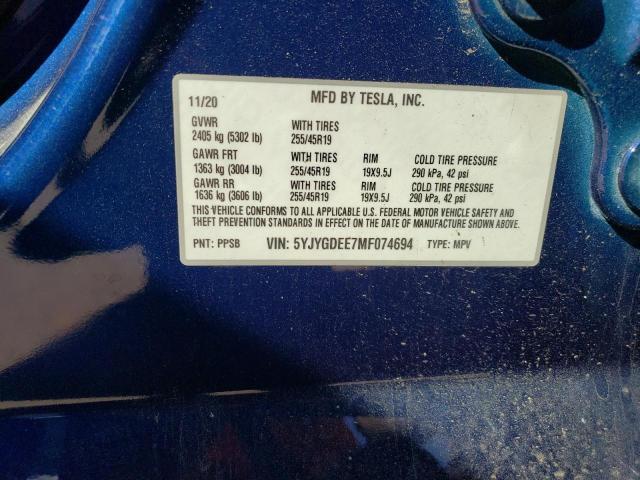 11/20 MFD BY TESLA, INC.
GVWR WITH TIRES
2405 kg (5302 lb) 255/45R19
GAWR FRT WITH TIRES RIM COLD TIRE PRESSURE
1363 kg (3004 lb) 255/45R19 19X9.5J 290 kPa, 42 psi
GAWR RR WITH TIRES RIM COLD TIRE PRESSURE
1636 kg (3606 lb) 255/45R19 19X9.5J 290 kPa, 42 psi
THIS VEHICLE CONFORMS TO ALL APPLICABLE U.S. FEDERAL MOTOR VEHICLE SAFETY AND
THEFT PREVENTION STANDARDS IN EFFECT ON THE DATE OF MANUFACTURE SHOWN ABOVE.
PNT: PPSB VIN: 5YJYGDEE7MF074694 TYPE: MPV